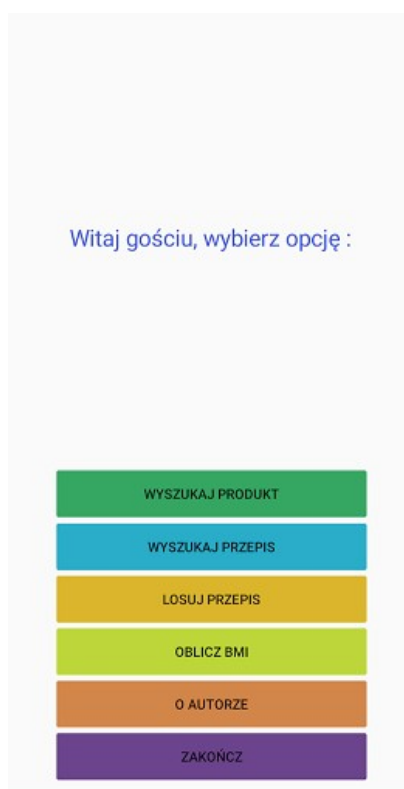 Witaj gościu, wybierz opcję :
WYSZUKAJ PRODUKT
WYSZUKAJ PRZEPIS
LOSUJ PRZEPIS
OBLICZ BMI
O AUTORZE
ZAKOŃCZ